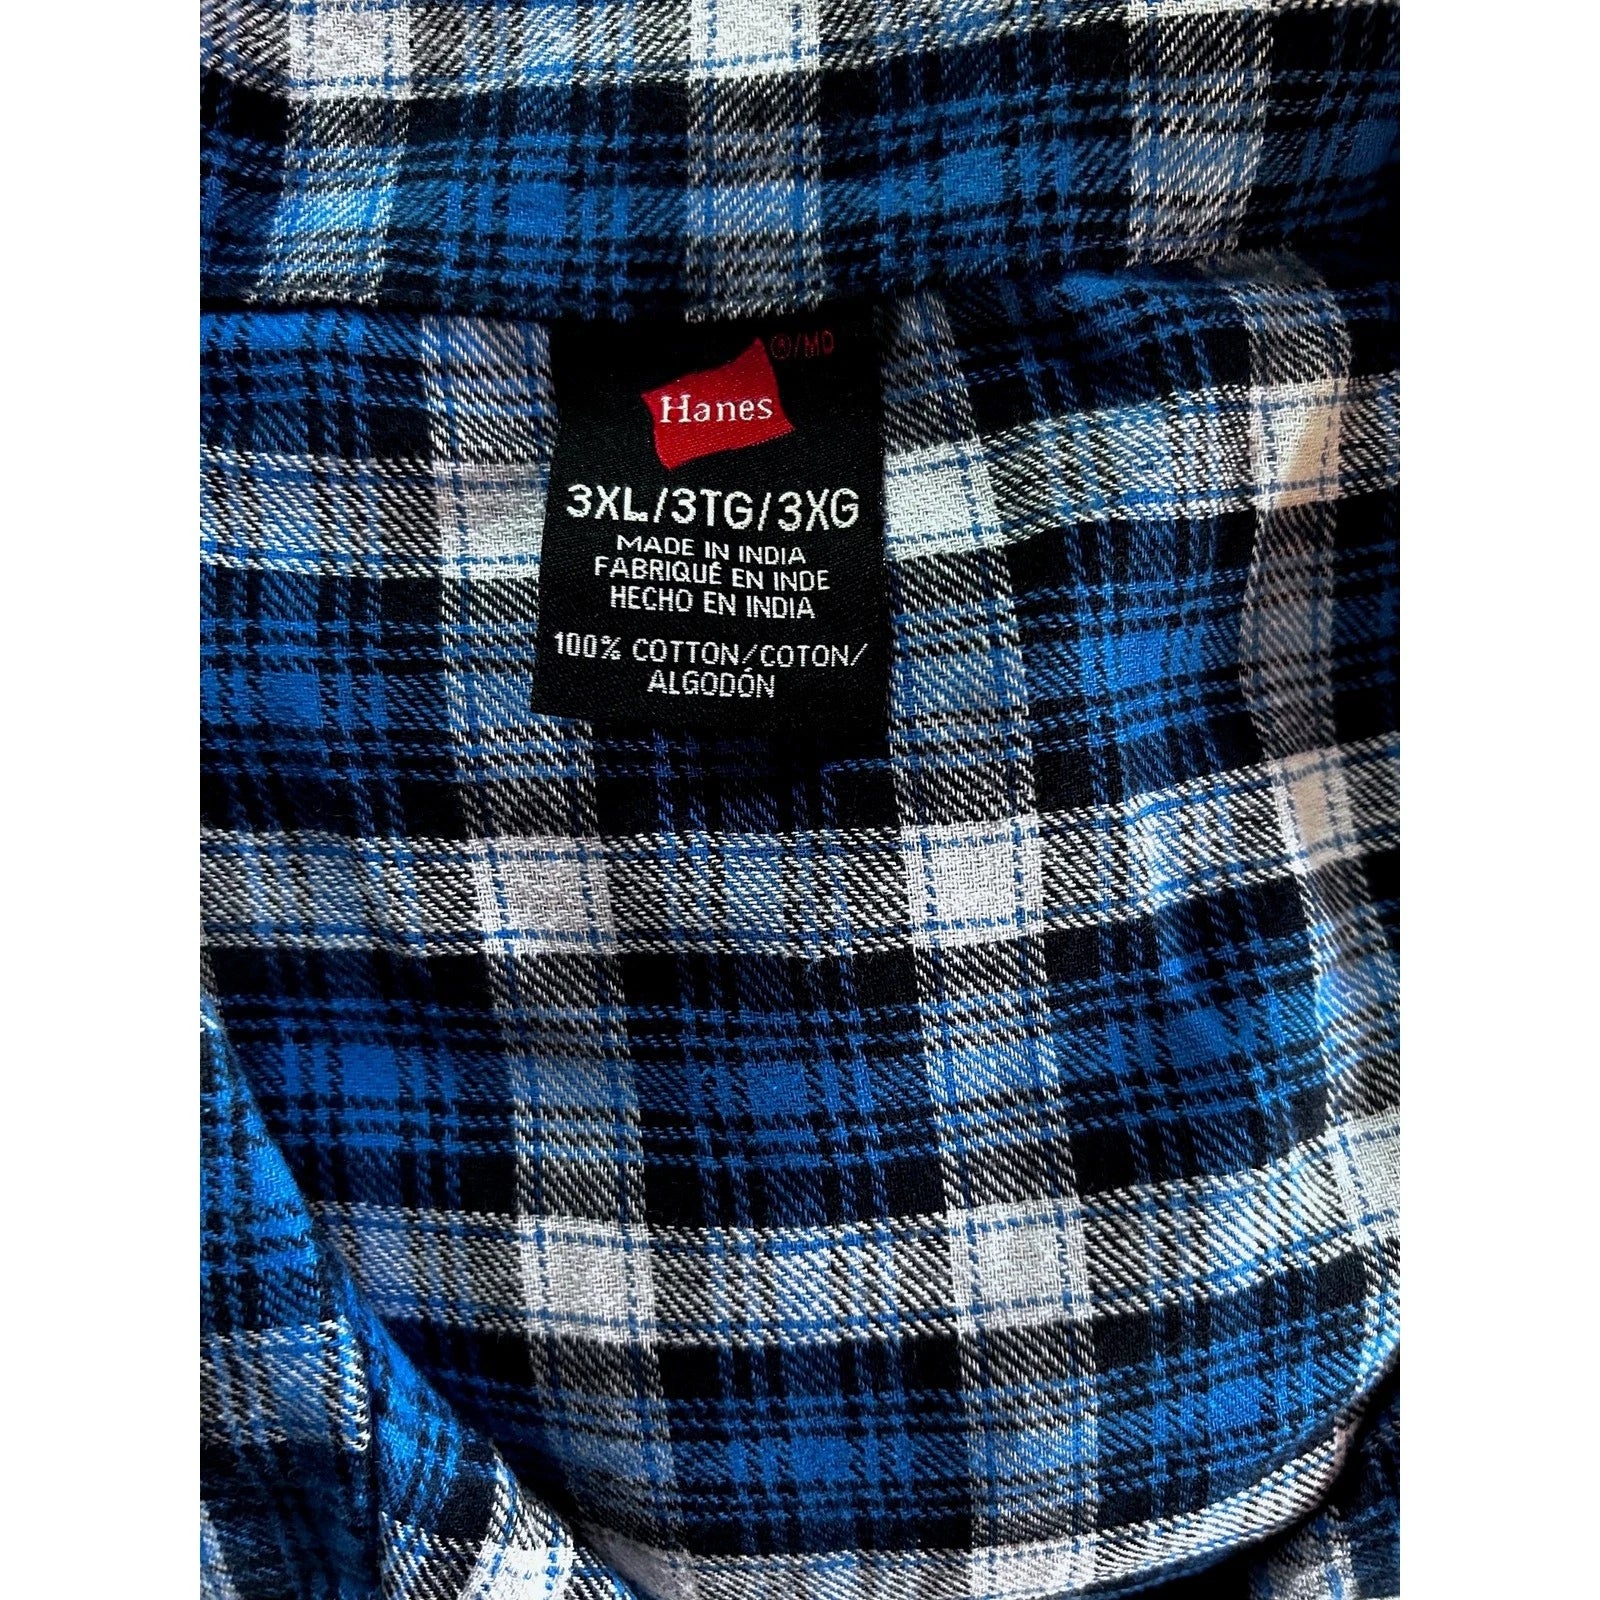 ®/MD
Hanes
3XL/3TG/3XG
MADE IN INDIA
FABRIQUÉ EN INDE
HECHO EN INDIA
100% COTTON/COTON/
ALGODÓN